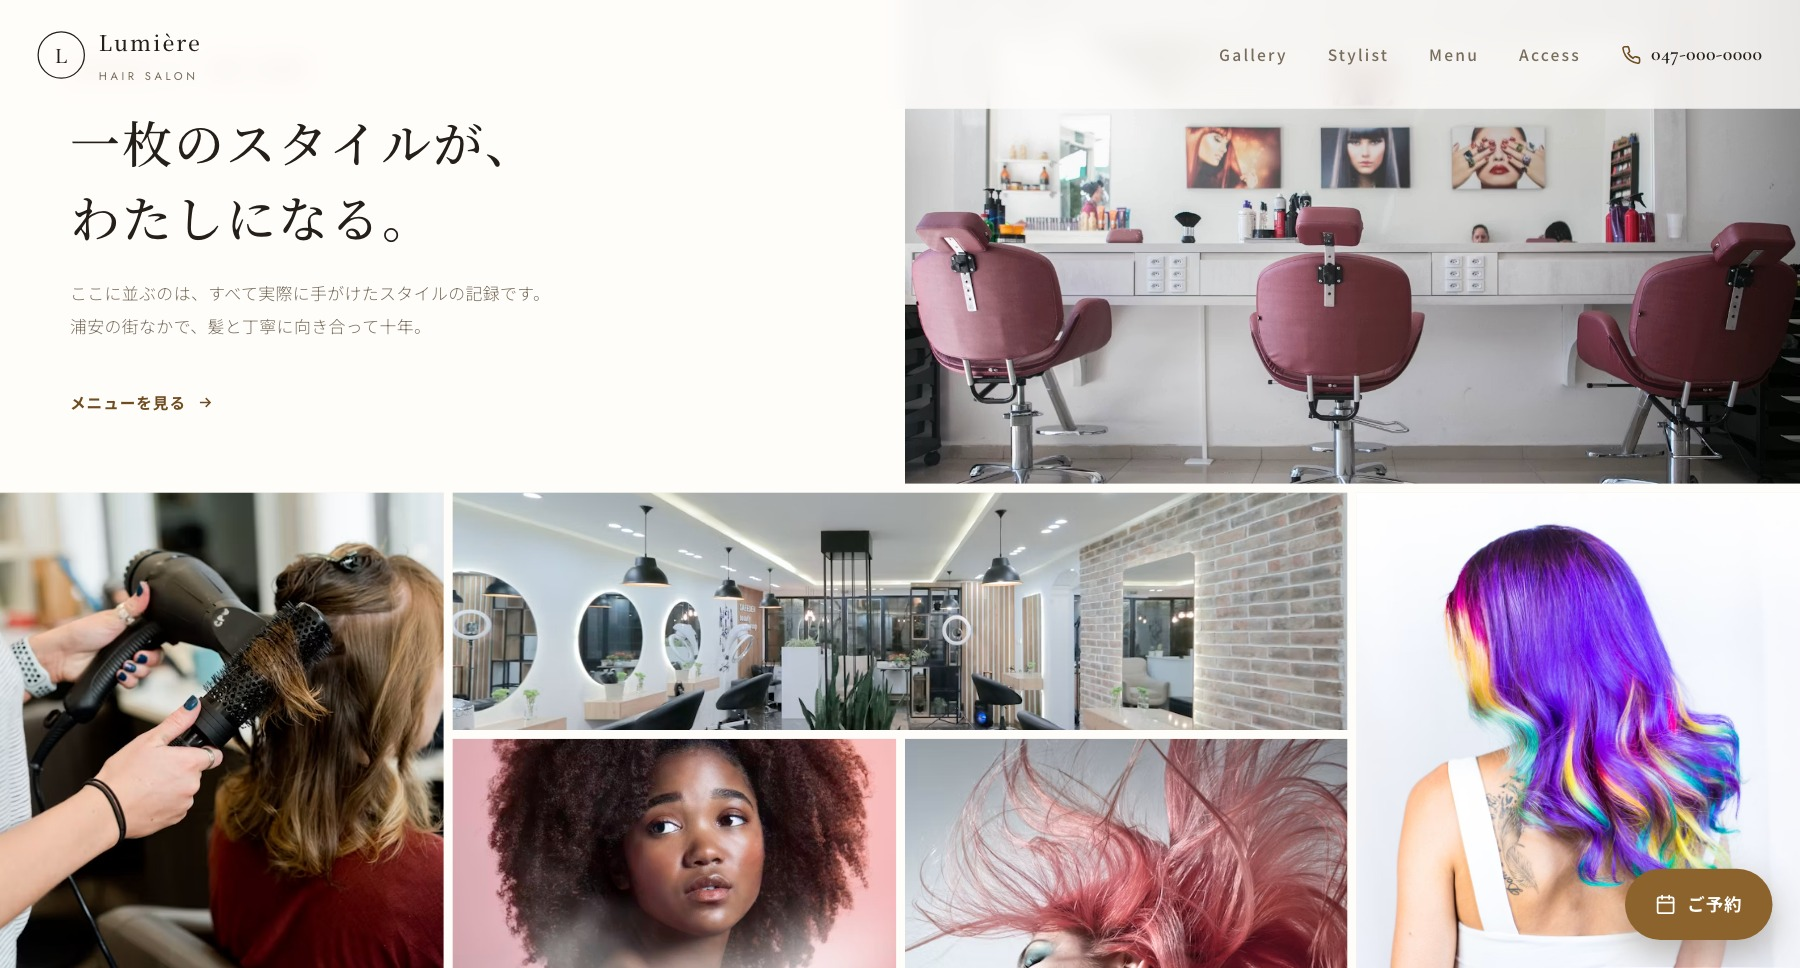 L
Lumière
HAIR SALON
Gallery
Stylist
Menu
Access
047-000-0000
一枚のスタイルが、
わたしになる。
ここに並ぶのは、すべて実際に手がけたスタイルの記録です。
浦安の街なかで、髪と丁寧に向き合って十年。
メニューを見る →
ご予約